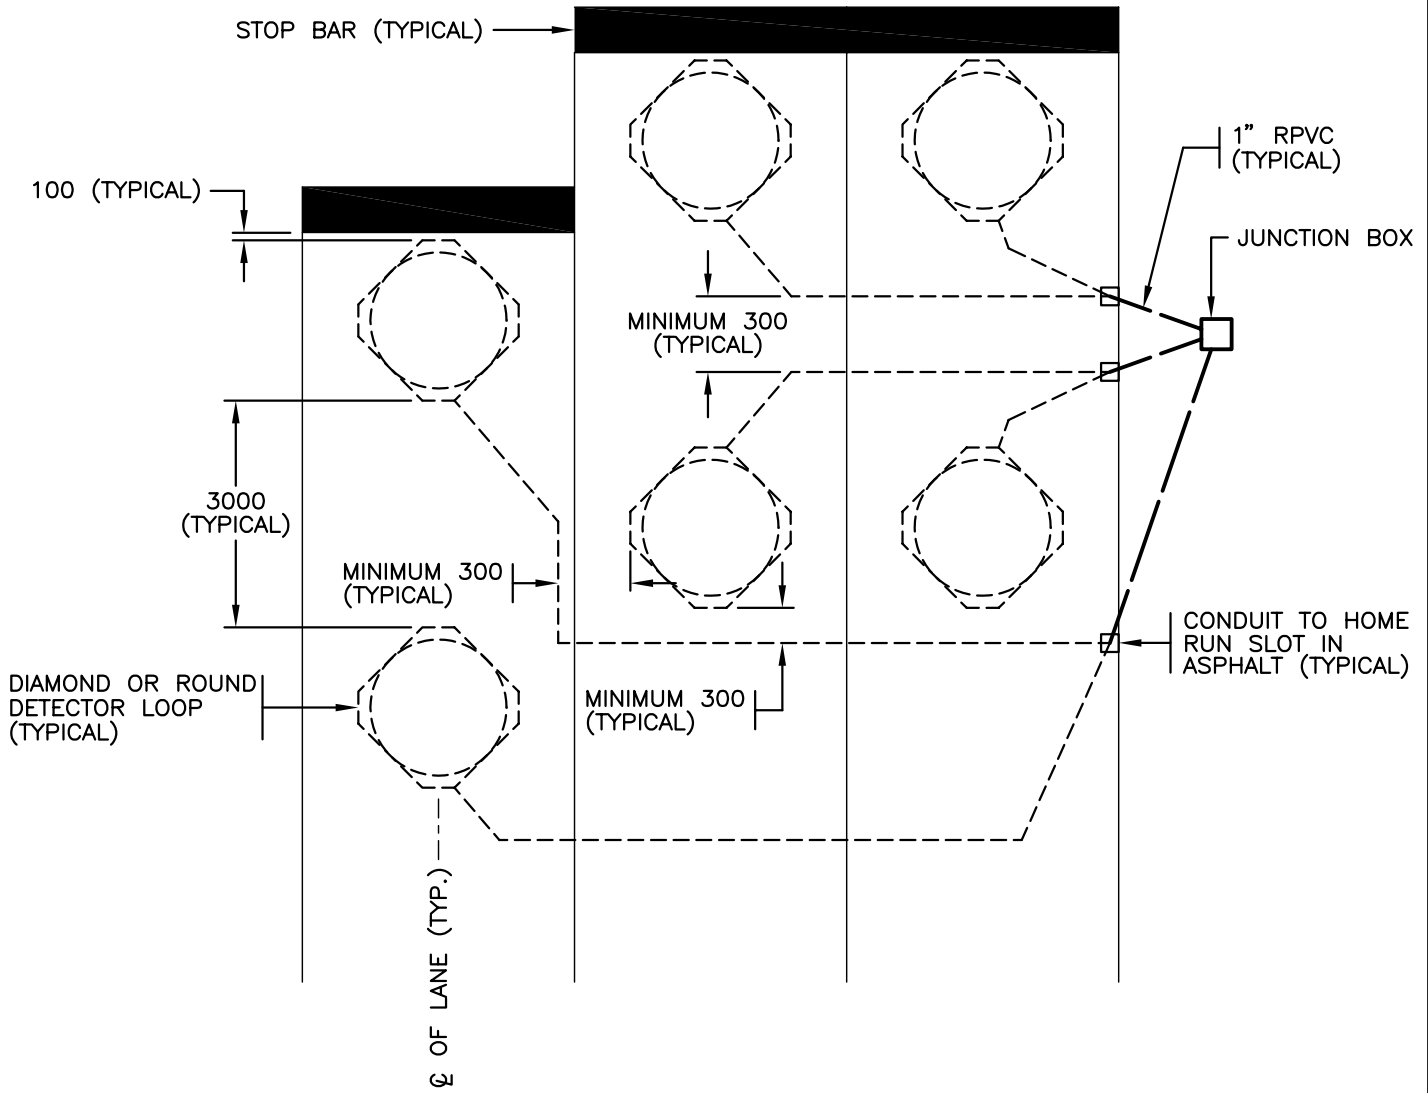 STOP BAR (TYPICAL)
1" RPVC
(TYPICAL)
100 (TYPICAL)
JUNCTION BOX
MINIMUM 300
(TYPICAL)
3000
(TYPICAL)
MINIMUM 300
(TYPICAL)
CONDUIT TO HOME
RUN SLOT IN
ASPHALT (TYPICAL)
DIAMOND OR ROUND
DETECTOR LOOP
(TYPICAL)
MINIMUM 300
(TYPICAL)
℄ OF LANE (TYP.)